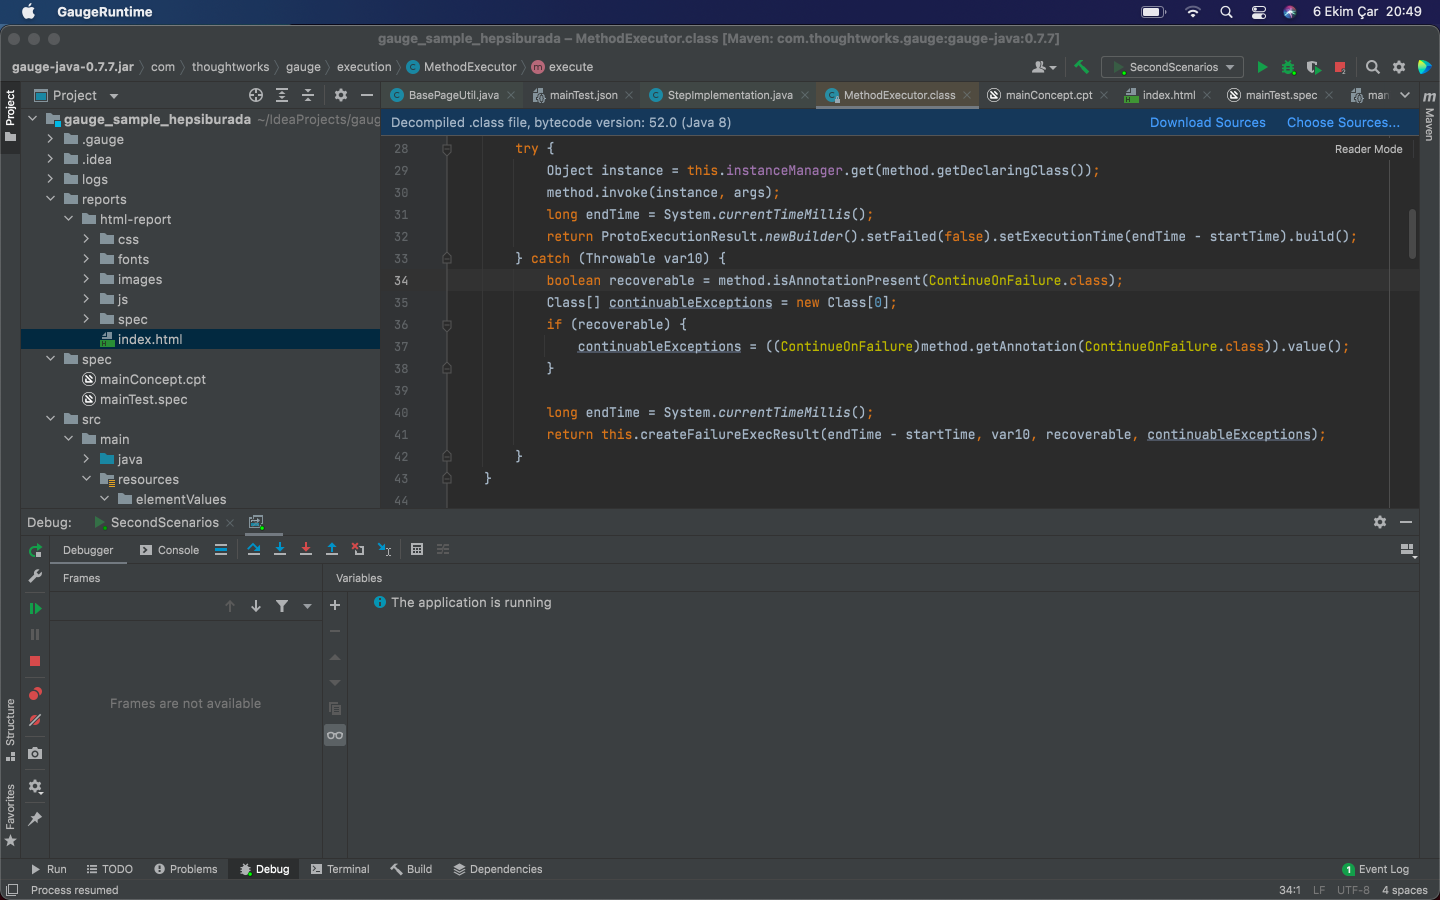 GaugeRuntime
6 Ekim Çar 20:49
gauge_sample_hepsiburada – MethodExecutor.class [Maven: com.thoughtworks.gauge:gauge-java:0.7.7]
gauge-java-0.7.7.jar com thoughtworks gauge execution MethodExecutor execute
SecondScenarios
Project
BasePageUtil.java mainTest.json StepImplementation.java MethodExecutor.class mainConcept.cpt index.html mainTest.spec man
Project
Maven
gauge_sample_hepsiburada ~/IdeaProjects/gaug
.gauge
.idea
logs
reports
html-report
css
fonts
images
js
spec
index.html
spec
mainConcept.cpt
mainTest.spec
src
main
java
resources
elementValues
Decompiled .class file, bytecode version: 52.0 (Java 8)
Download Sources Choose Sources...
Reader Mode
28 try {
29 Object instance = this.instanceManager.get(method.getDeclaringClass());
30 method.invoke(instance, args);
31 long endTime = System.currentTimeMillis();
32 return ProtoExecutionResult.newBuilder().setFailed(false).setExecutionTime(endTime - startTime).build();
33 } catch (Throwable var10) {
34 boolean recoverable = method.isAnnotationPresent(ContinueOnFailure.class);
35 Class[] continuableExceptions = new Class[0];
36 if (recoverable) {
37 continuableExceptions = ((ContinueOnFailure)method.getAnnotation(ContinueOnFailure.class)).value();
38 }
39
40 long endTime = System.currentTimeMillis();
41 return this.createFailureExecResult(endTime - startTime, var10, recoverable, continuableExceptions);
42 }
43 }
44
Debug: SecondScenarios
Debugger Console
Frames
Variables
The application is running
Frames are not available
Structure
Favorites
Run TODO Problems Debug Terminal Build Dependencies
1 Event Log
Process resumed
34:1 LF UTF-8 4 spaces